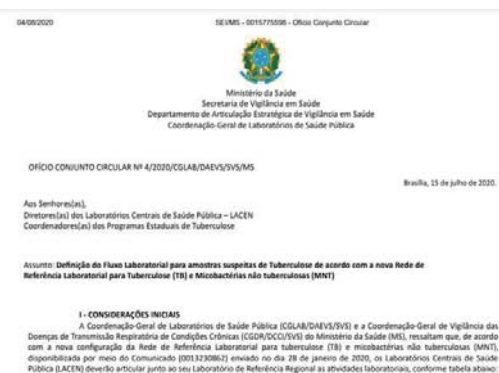 04/08/2020 SEI/MS - 0015775598 - Ofício Conjunto Circular
Ministério da Saúde
Secretaria de Vigilância em Saúde
Departamento de Articulação Estratégica de Vigilância em Saúde
Coordenação-Geral de Laboratórios de Saúde Pública
OFÍCIO CONJUNTO CIRCULAR Nº 4/2020/CGLAB/DAEVS/SVS/MS
Brasília, 15 de julho de 2020.
Aos Senhores(as),
Diretores(as) dos Laboratórios Centrais de Saúde Pública – LACEN
Coordenadores(as) dos Programas Estaduais de Tuberculose
Assunto: Definição do Fluxo Laboratorial para amostras suspeitas de Tuberculose de acordo com a nova Rede de
Referência Laboratorial para Tuberculose (TB) e Micobactérias não tuberculosas (MNT)
I - CONSIDERAÇÕES INICIAIS
A Coordenação-Geral de Laboratórios de Saúde Pública (CGLAB/DAEVS/SVS) e a Coordenação-Geral de Vigilância das
Doenças de Transmissão Respiratória de Condições Crônicas (CGDR/DCCI/SVS) do Ministério da Saúde (MS), ressaltam que, de acordo
com a nova configuração da Rede de Referência Laboratorial para tuberculose (TB) e micobactérias não tuberculosas (MNT),
disponibilizada por meio do Comunicado (0013230862) enviado no dia 28 de janeiro de 2020, os Laboratórios Centrais de Saúde
Pública (LACEN) deverão articular junto ao seu Laboratório de Referência Regional as atividades laboratoriais, conforme tabela abaixo: